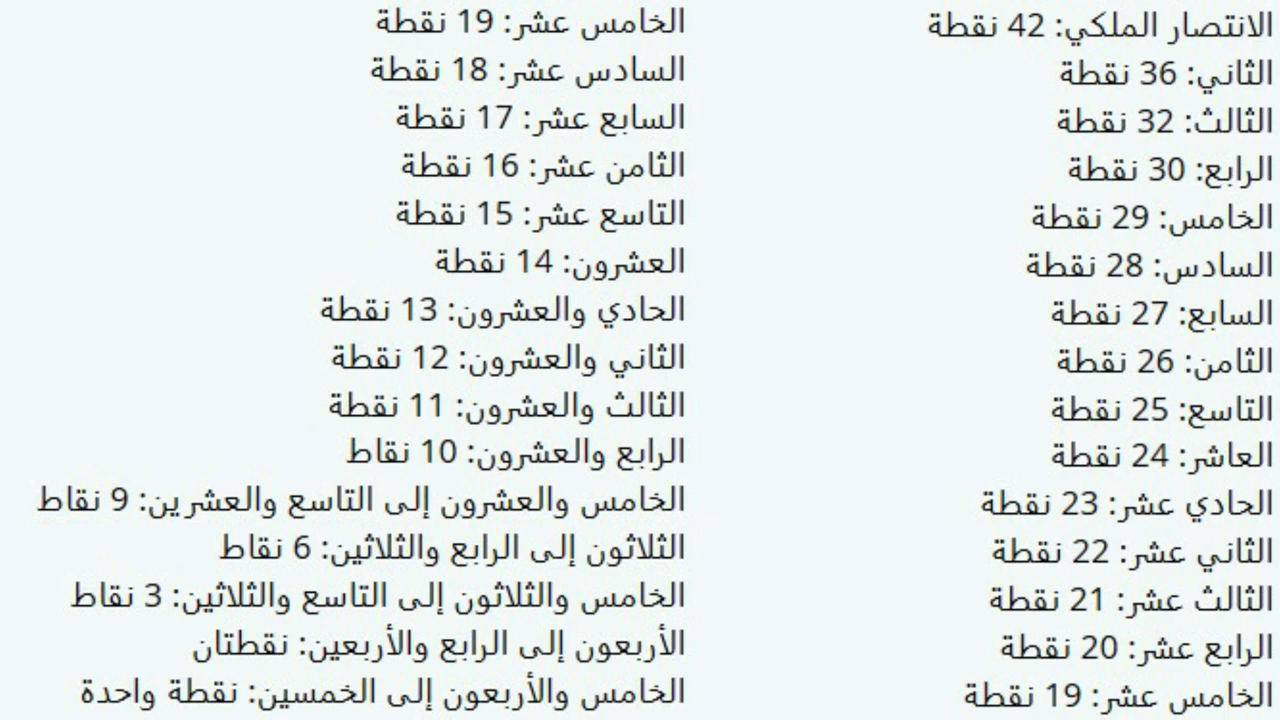 الانتصار الملكي: 42 نقطة
الثاني: 36 نقطة
الثالث: 32 نقطة
الرابع: 30 نقطة
الخامس: 29 نقطة
السادس: 28 نقطة
السابع: 27 نقطة
الثامن: 26 نقطة
التاسع: 25 نقطة
العاشر: 24 نقطة
الحادي عشر: 23 نقطة
الثاني عشر: 22 نقطة
الثالث عشر: 21 نقطة
الرابع عشر: 20 نقطة
الخامس عشر: 19 نقطة
الخامس عشر: 19 نقطة
السادس عشر: 18 نقطة
السابع عشر: 17 نقطة
الثامن عشر: 16 نقطة
التاسع عشر: 15 نقطة
العشرون: 14 نقطة
الحادي والعشرون: 13 نقطة
الثاني والعشرون: 12 نقطة
الثالث والعشرون: 11 نقطة
الرابع والعشرون: 10 نقاط
الخامس والعشرون إلى التاسع والعشرين: 9 نقاط
الثلاثون إلى الرابع والثلاثين: 6 نقاط
الخامس والثلاثون إلى التاسع والثلاثين: 3 نقاط
الأربعون إلى الرابع والأربعين: نقطتان
الخامس والأربعون إلى الخمسين: نقطة واحدة